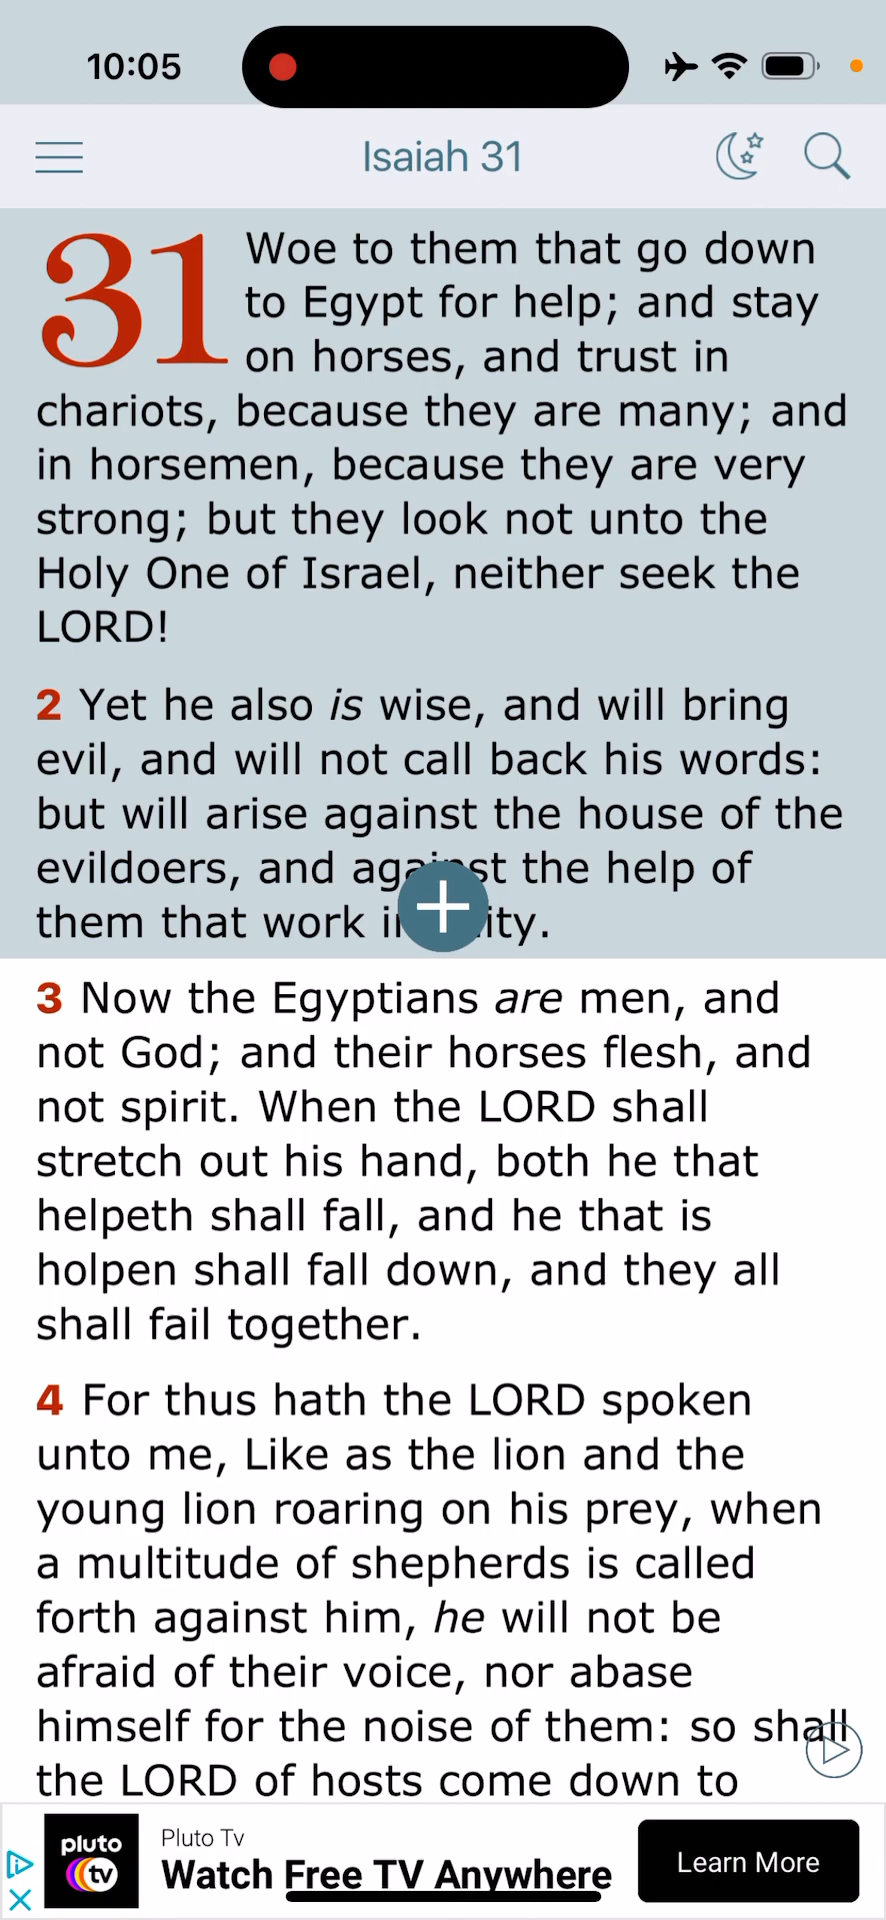 10:05
Isaiah 31
31 Woe to them that go down
to Egypt for help; and stay
on horses, and trust in
chariots, because they are many; and
in horsemen, because they are very
strong; but they look not unto the
Holy One of Israel, neither seek the
LORD!
2 Yet he also is wise, and will bring
evil, and will not call back his words:
but will arise against the house of the
evildoers, and against the help of
them that work
3 Now the Egyptians are men, and
not God; and their horses flesh, and
not spirit. When the LORD shall
stretch out his hand, both he that
helpeth shall fall, and he that is
holpen shall fall down, and they all
shall fail together.
4 For thus hath the LORD spoken
unto me, Like as the lion and the
young lion roaring on his prey, when
a multitude of shepherds is called
forth against him, he will not be
afraid of their voice, nor abase
himself for the noise of them: so shall
the LORD of hosts come down to
pluto
tv
Pluto Tv
Watch Free TV Anywhere
Learn More